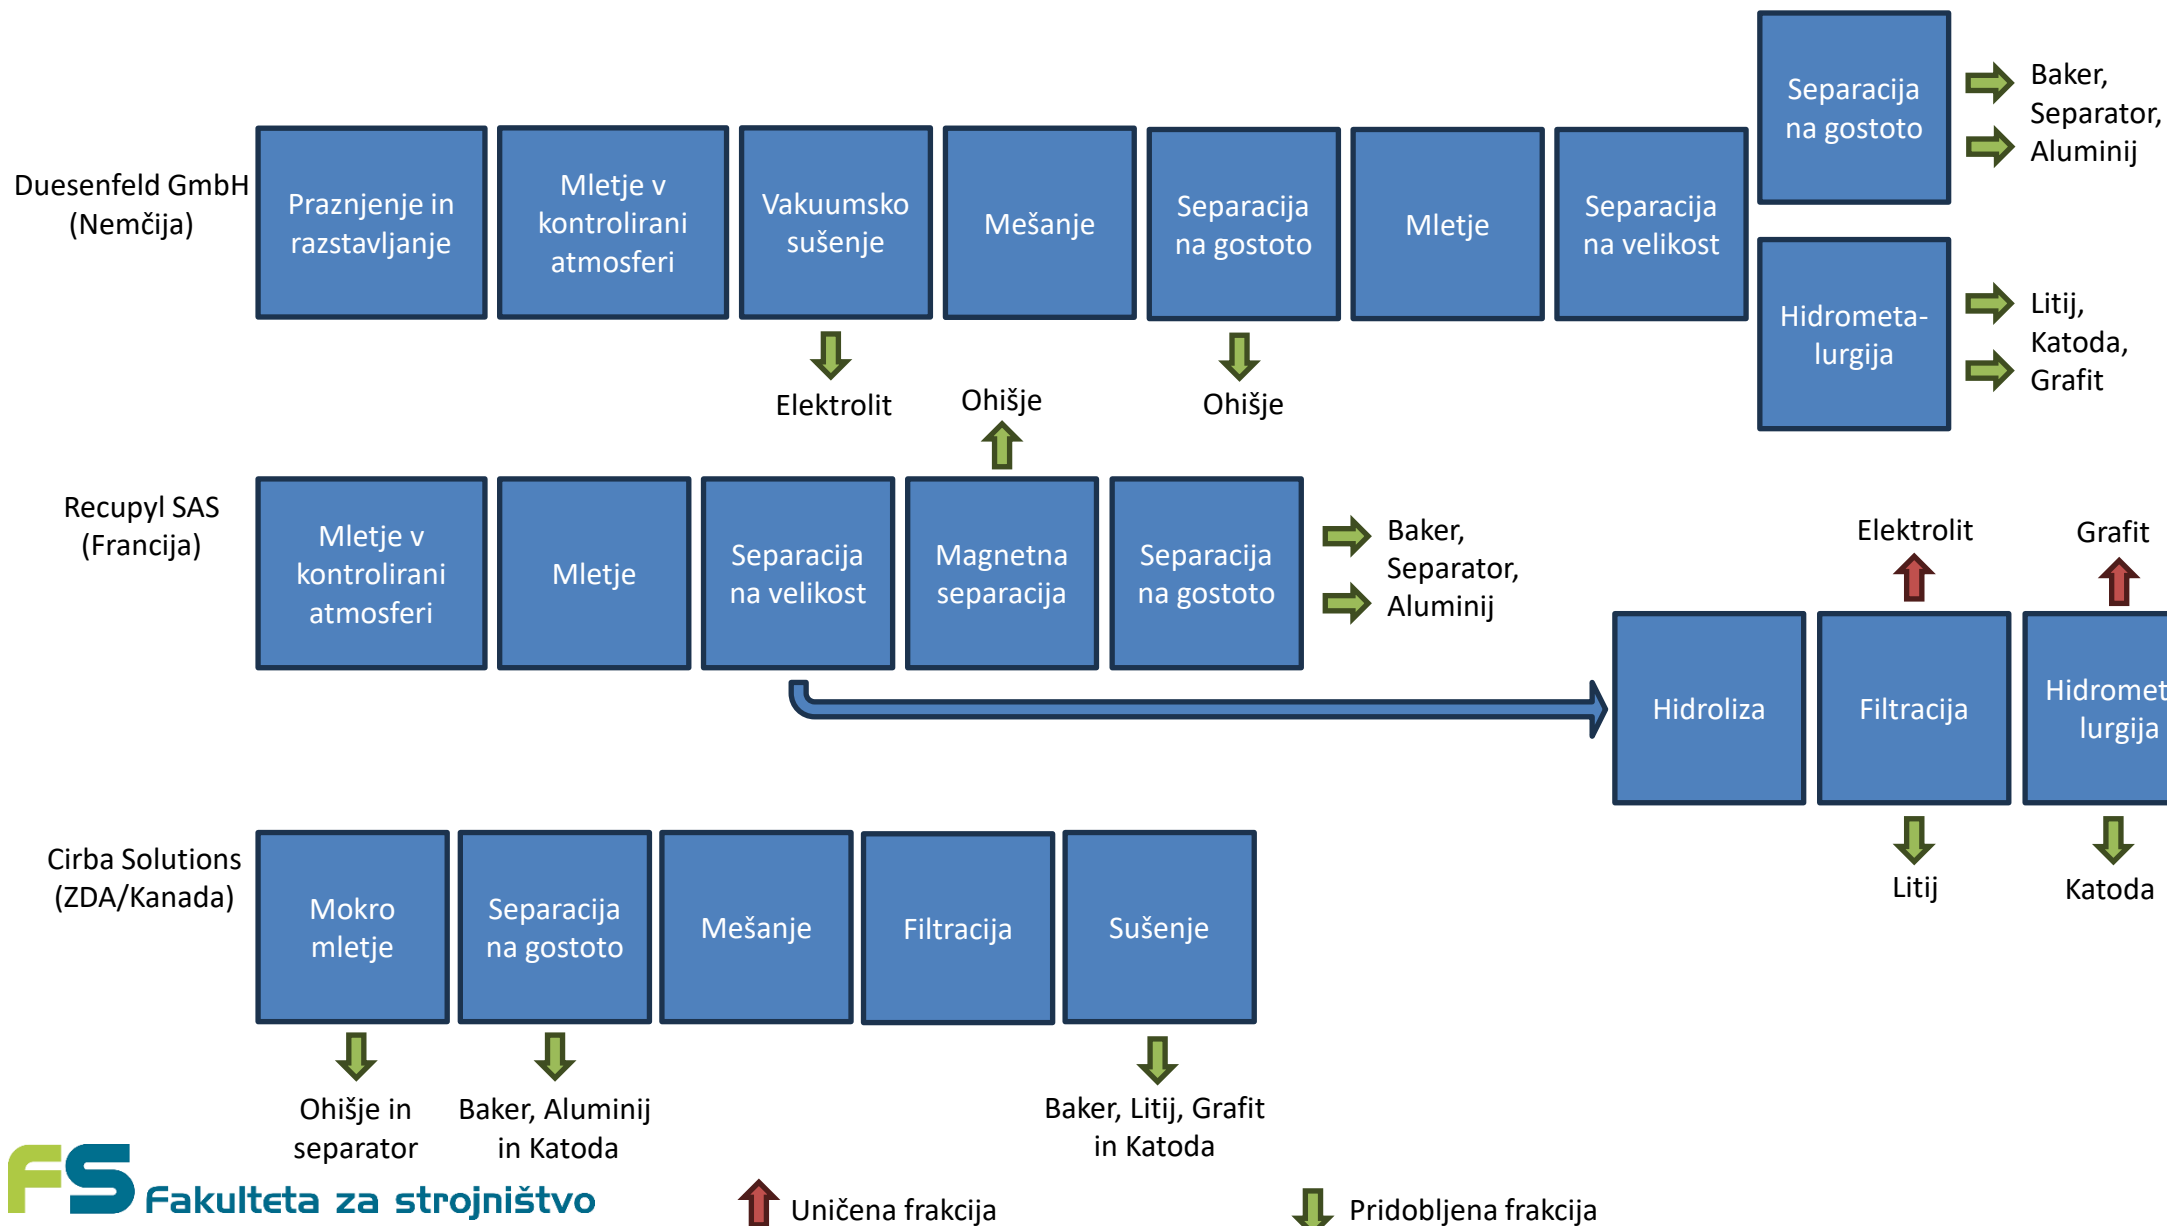 Duesenfeld GmbH
(Nemčija)
Praznjenje in
razstavljanje
Mletje v
kontrolirani
atmosferi
Vakuumsko
sušenje
Mešanje
Separacija
na gostoto
Mletje
Separacija
na velikost
Separacija
na gostoto
Baker,
Separator,
Aluminij
Hidrometa-
lurgija
Litij,
Katoda,
Grafit
Elektrolit
Ohišje
Ohišje
Recupyl SAS
(Francija)
Mletje v
kontrolirani
atmosferi
Mletje
Separacija
na velikost
Magnetna
separacija
Separacija
na gostoto
Baker,
Separator,
Aluminij
Elektrolit
Grafit
Hidroliza
Filtracija
Hidromet
lurgija
Litij
Katoda
Cirba Solutions
(ZDA/Kanada)
Mokro
mletje
Separacija
na gostoto
Mešanje
Filtracija
Sušenje
Ohišje in
separator
Baker, Aluminij
in Katoda
Baker, Litij, Grafit
in Katoda
FS Fakulteta za strojništvo
Uničena frakcija
Pridobljena frakcija